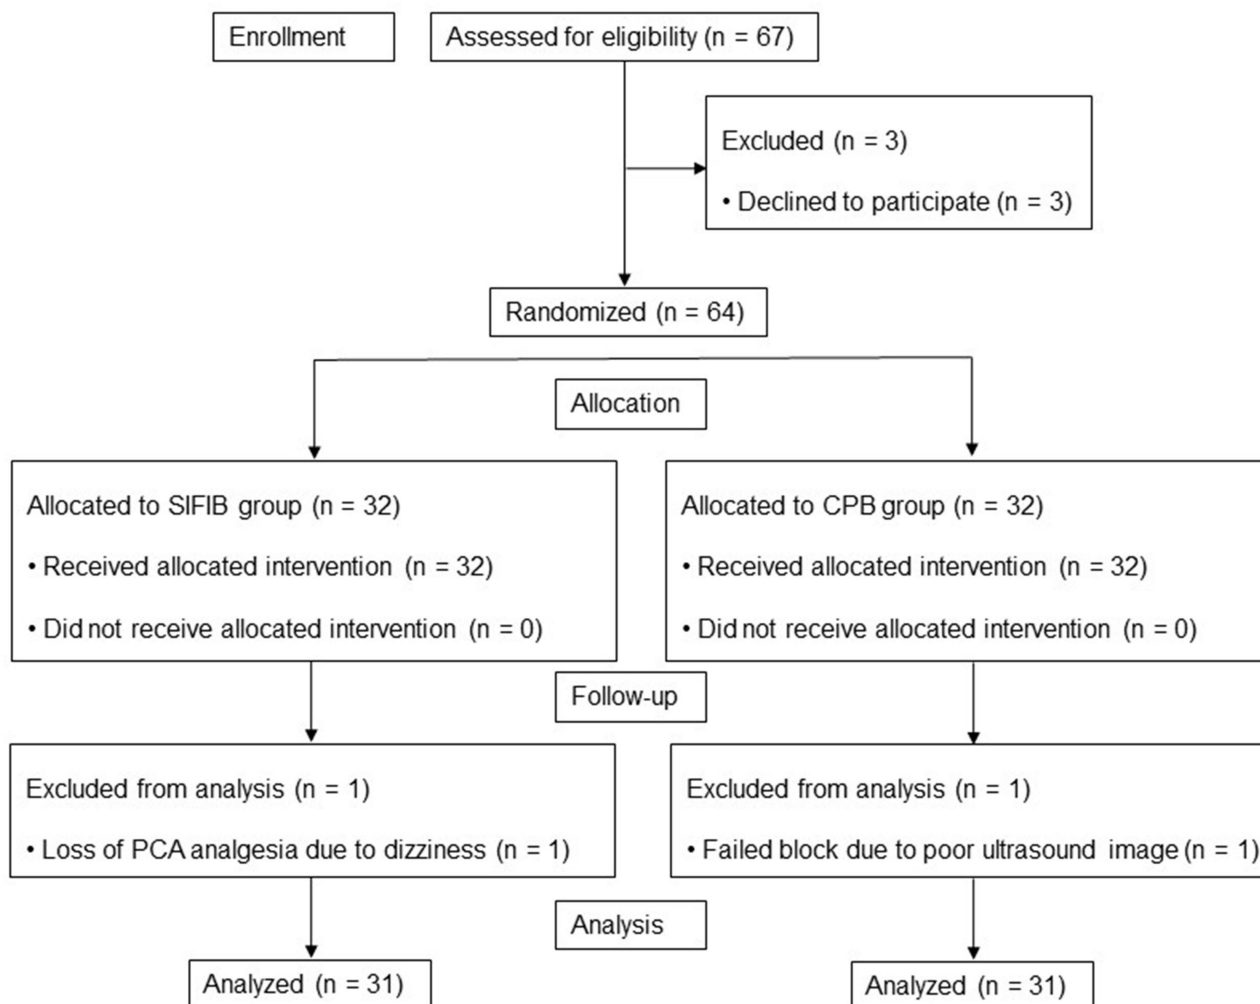 Enrollment
Assessed for eligibility (n = 67)
Excluded (n = 3)
• Declined to participate (n = 3)
Randomized (n = 64)
Allocation
Allocated to SIFIB group (n = 32)
• Received allocated intervention (n = 32)
• Did not receive allocated intervention (n = 0)
Allocated to CPB group (n = 32)
• Received allocated intervention (n = 32)
• Did not receive allocated intervention (n = 0)
Follow-up
Excluded from analysis (n = 1)
• Loss of PCA analgesia due to dizziness (n = 1)
Excluded from analysis (n = 1)
• Failed block due to poor ultrasound image (n = 1)
Analysis
Analyzed (n = 31)
Analyzed (n = 31)